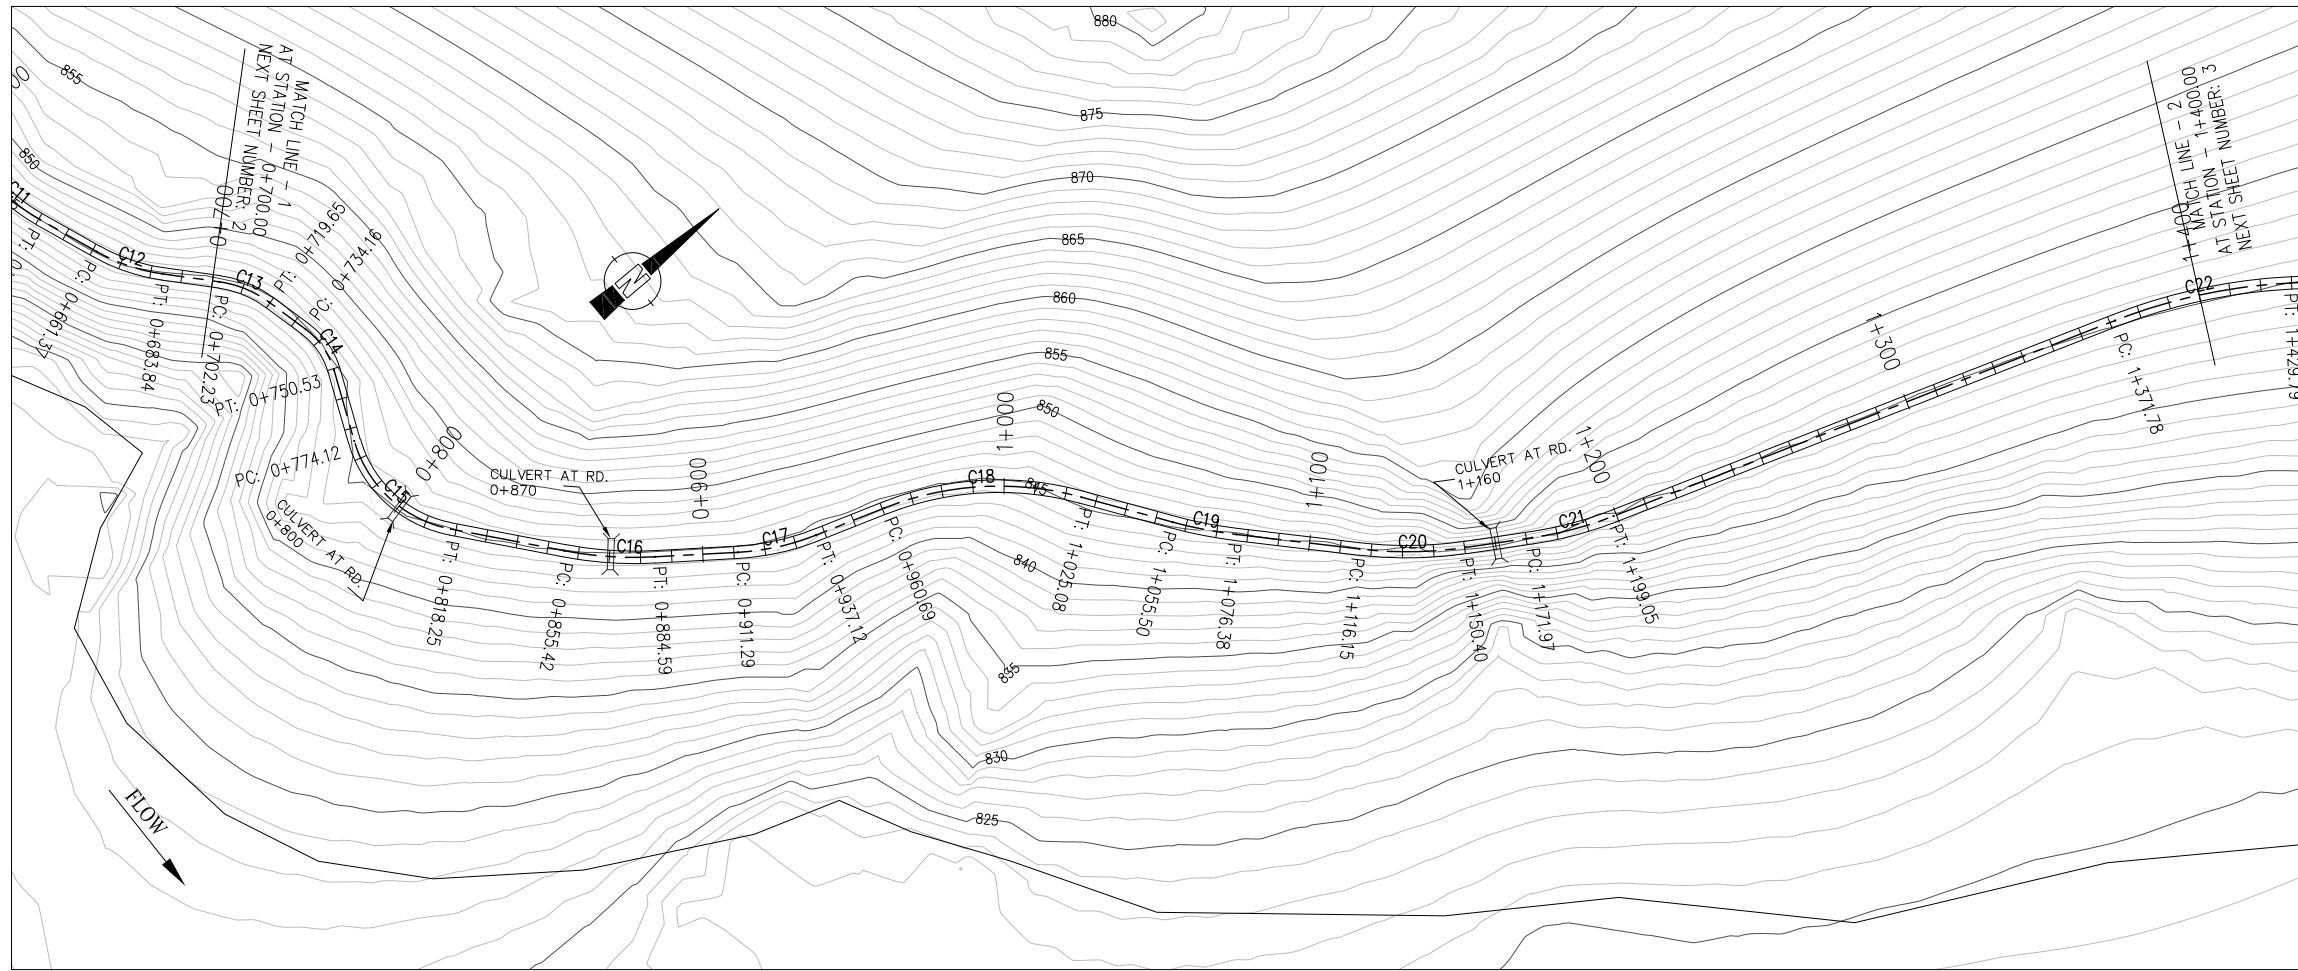 880
855
875
850
870
865
860
855
850
845
840
835
830
825
MATCH LINE - 1
AT STATION - 0+700.00
NEXT SHEET NUMBER: 2
0+700
MATCH LINE - 2
AT STATION - 1+400.00
NEXT SHEET NUMBER: 3
1+400
N
C11
PT:
C12
PC: 0+661.37
PT: 0+683.84
C13
PC: 0+702.23
PT: 0+719.65
C14
PC: 0+734.16
PT: 0+750.53
C15
PC: 0+774.12
0+800
CULVERT AT RD.
0+800
PT: 0+818.25
CULVERT AT RD.
0+870
C16
PC: 0+855.42
PT: 0+884.59
0+900
C17
PC: 0+911.29
PT: 0+937.12
C18
PC: 0+960.69
1+000
PT: 1+025.08
C19
PC: 1+055.50
PT: 1+076.38
1+100
C20
PC: 1+116.15
PT: 1+150.40
CULVERT AT RD.
1+160
C21
PC: 1+171.97
PT: 1+199.05
1+200
1+300
C22
PC: 1+371.78
PT: 1+429.79
FLOW